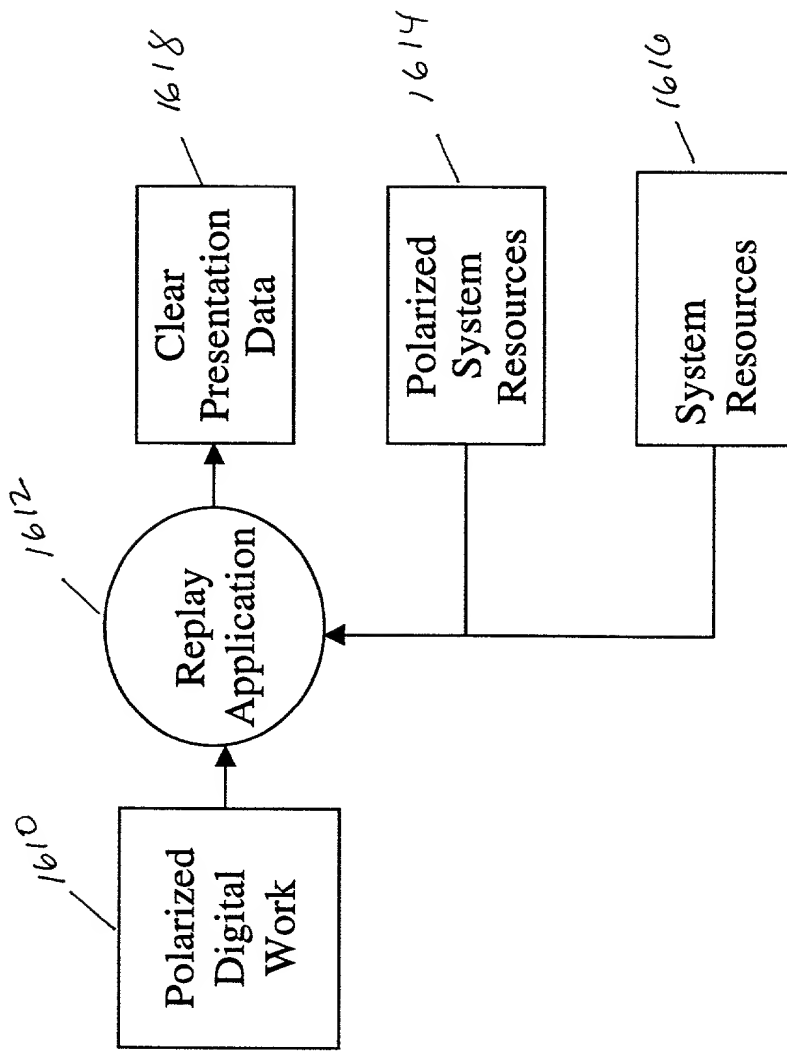 1610
Polarized
Digital
Work
1612
Replay
Application
1618
Clear
Presentation
Data
1614
Polarized
System
Resources
1616
System
Resources